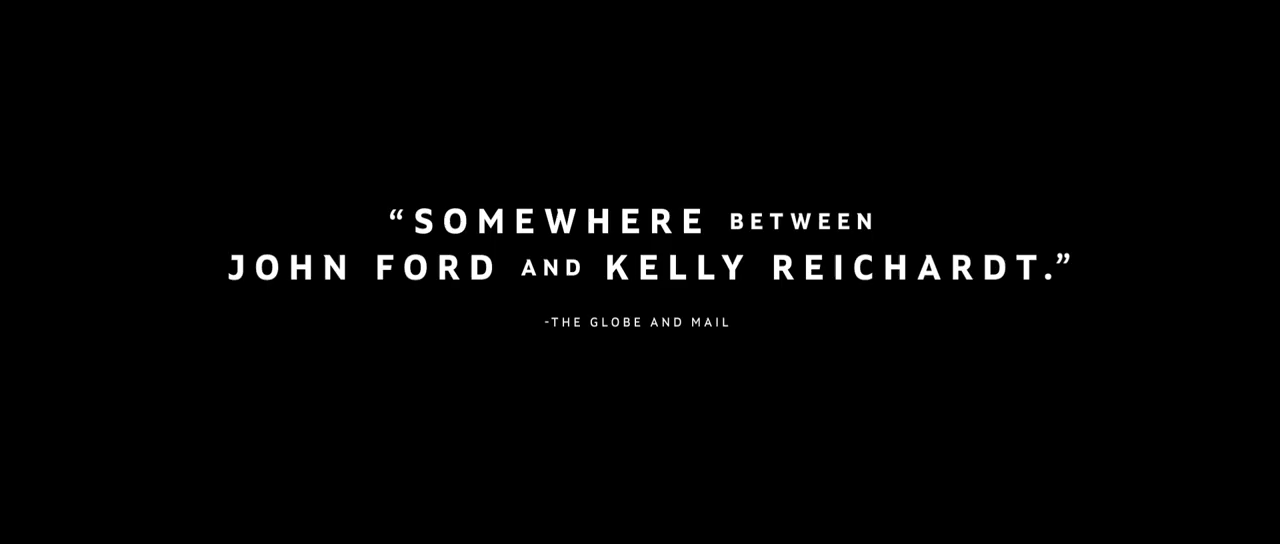 “SOMEWHERE BETWEEN
JOHN FORD AND KELLY REICHARDT.”
-THE GLOBE AND MAIL